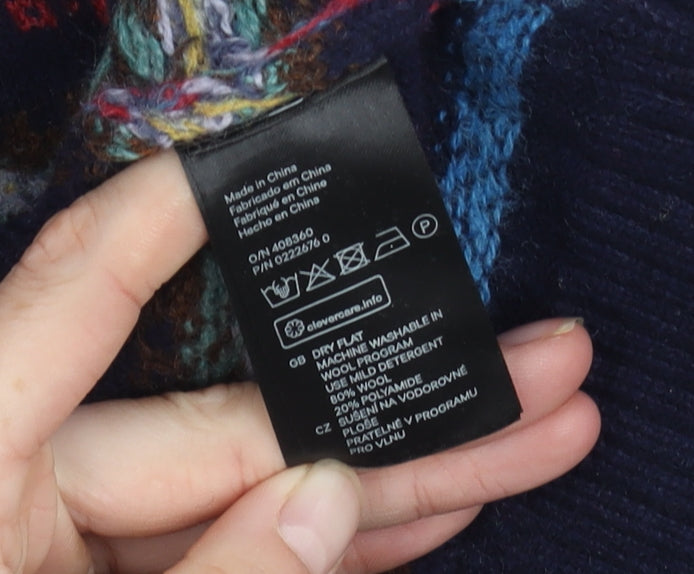 Made in China
Fabricado em China
Fabriqué en Chine
Hecho en China
O/N 408360
P/N 0222676 0
P
clevercare.info
GB DRY FLAT
MACHINE WASHABLE IN
WOOL PROGRAM
USE MILD DETERGENT
80% WOOL
20% POLYAMIDE
CZ SUŠENÍ NA VODOROVNÉ
PLOŠE
PRATELNÉ V PROGRAMU
PRO VLNU